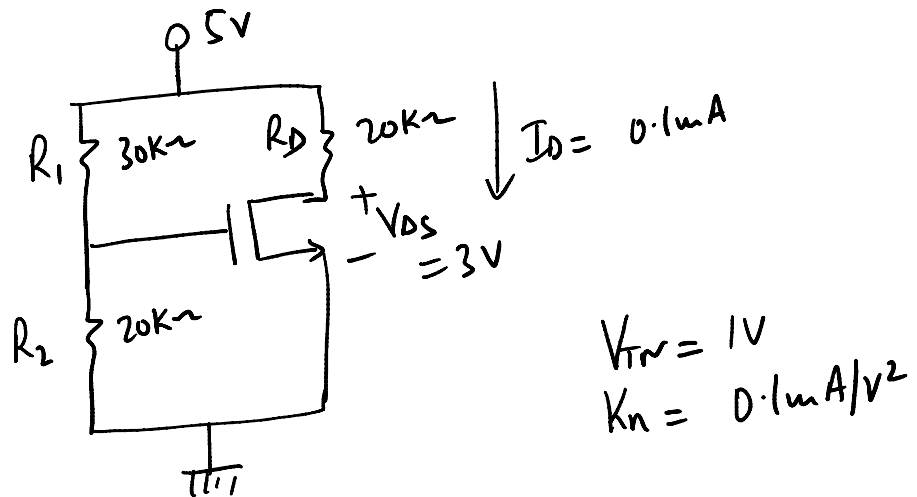 5V
R1 30KΩ
RD 20KΩ
ID = 0.1mA
+
VDS
-
= 3V
R2 20KΩ
VTN = 1V
Kn = 0.1mA/V²